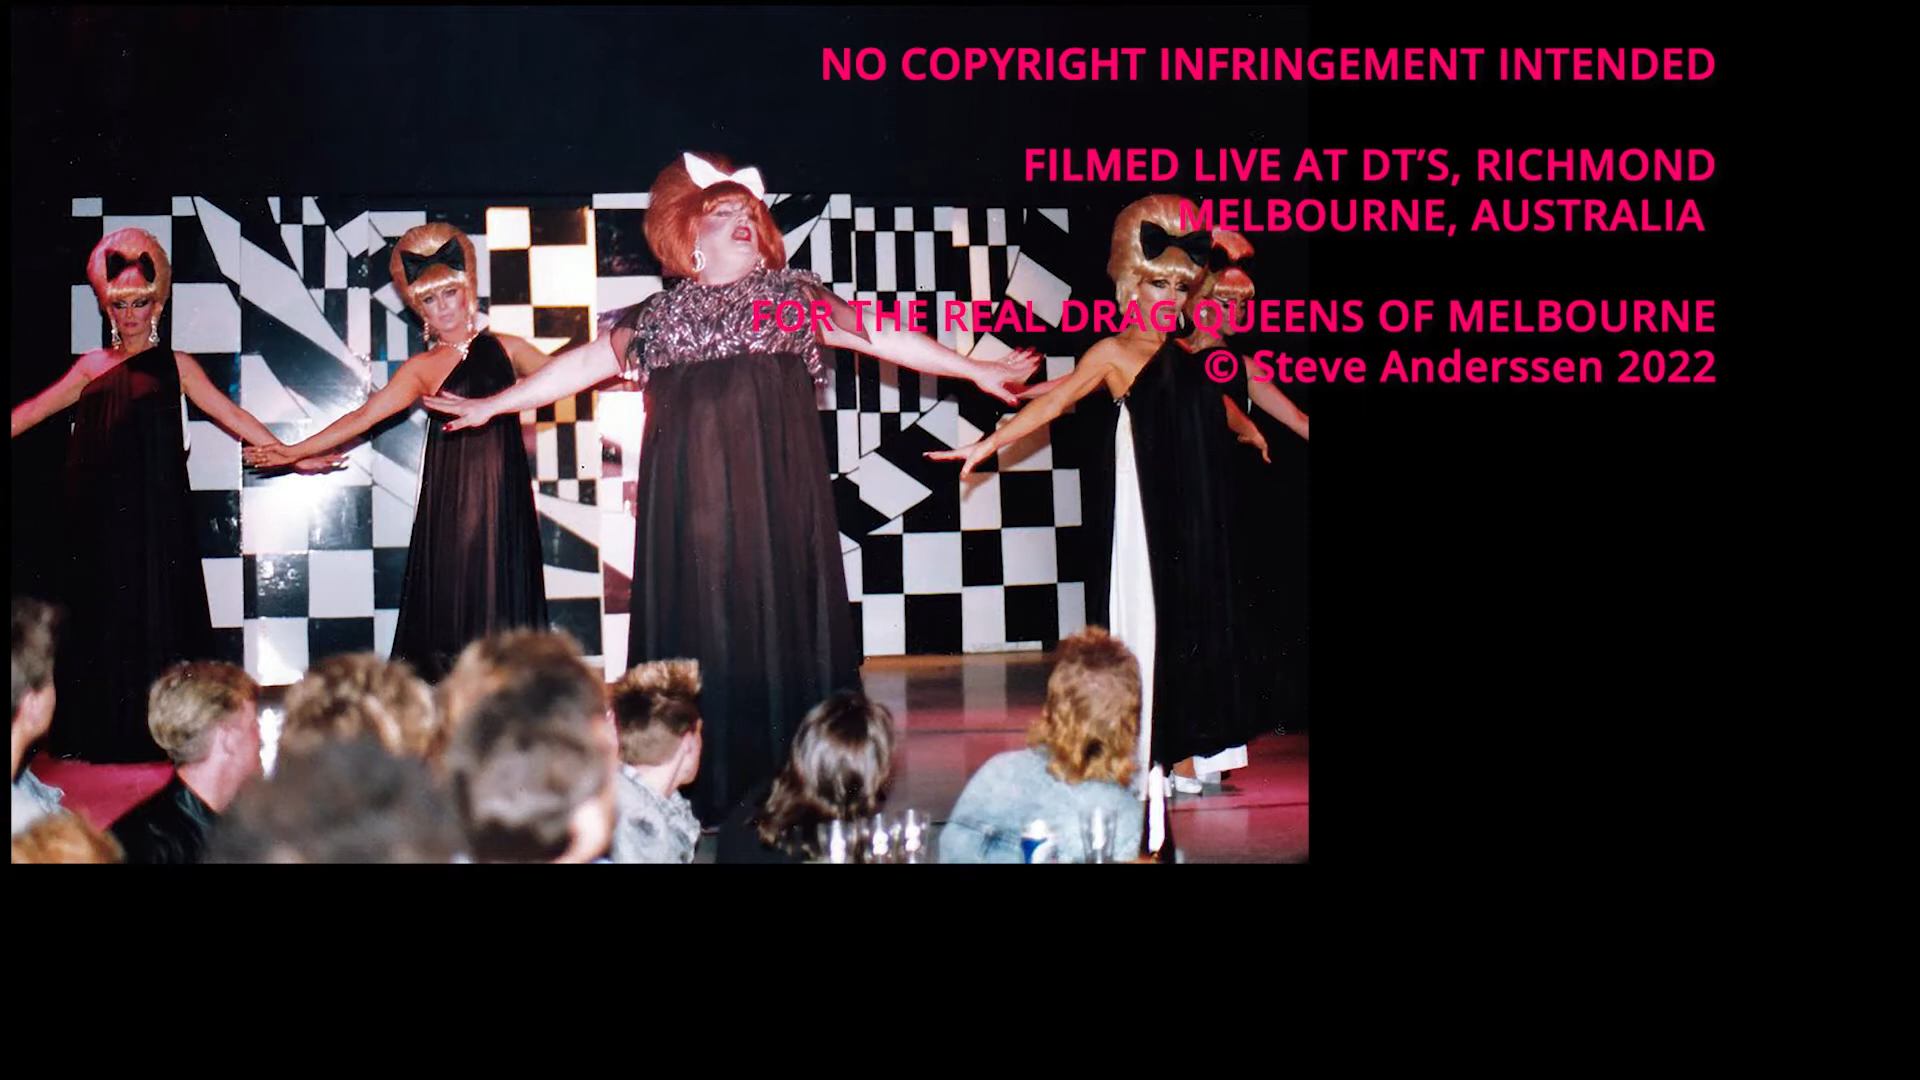 NO COPYRIGHT INFRINGEMENT INTENDED
FILMED LIVE AT DT’S, RICHMOND
MELBOURNE, AUSTRALIA
FOR THE REAL DRAG QUEENS OF MELBOURNE
© Steve Anderssen 2022